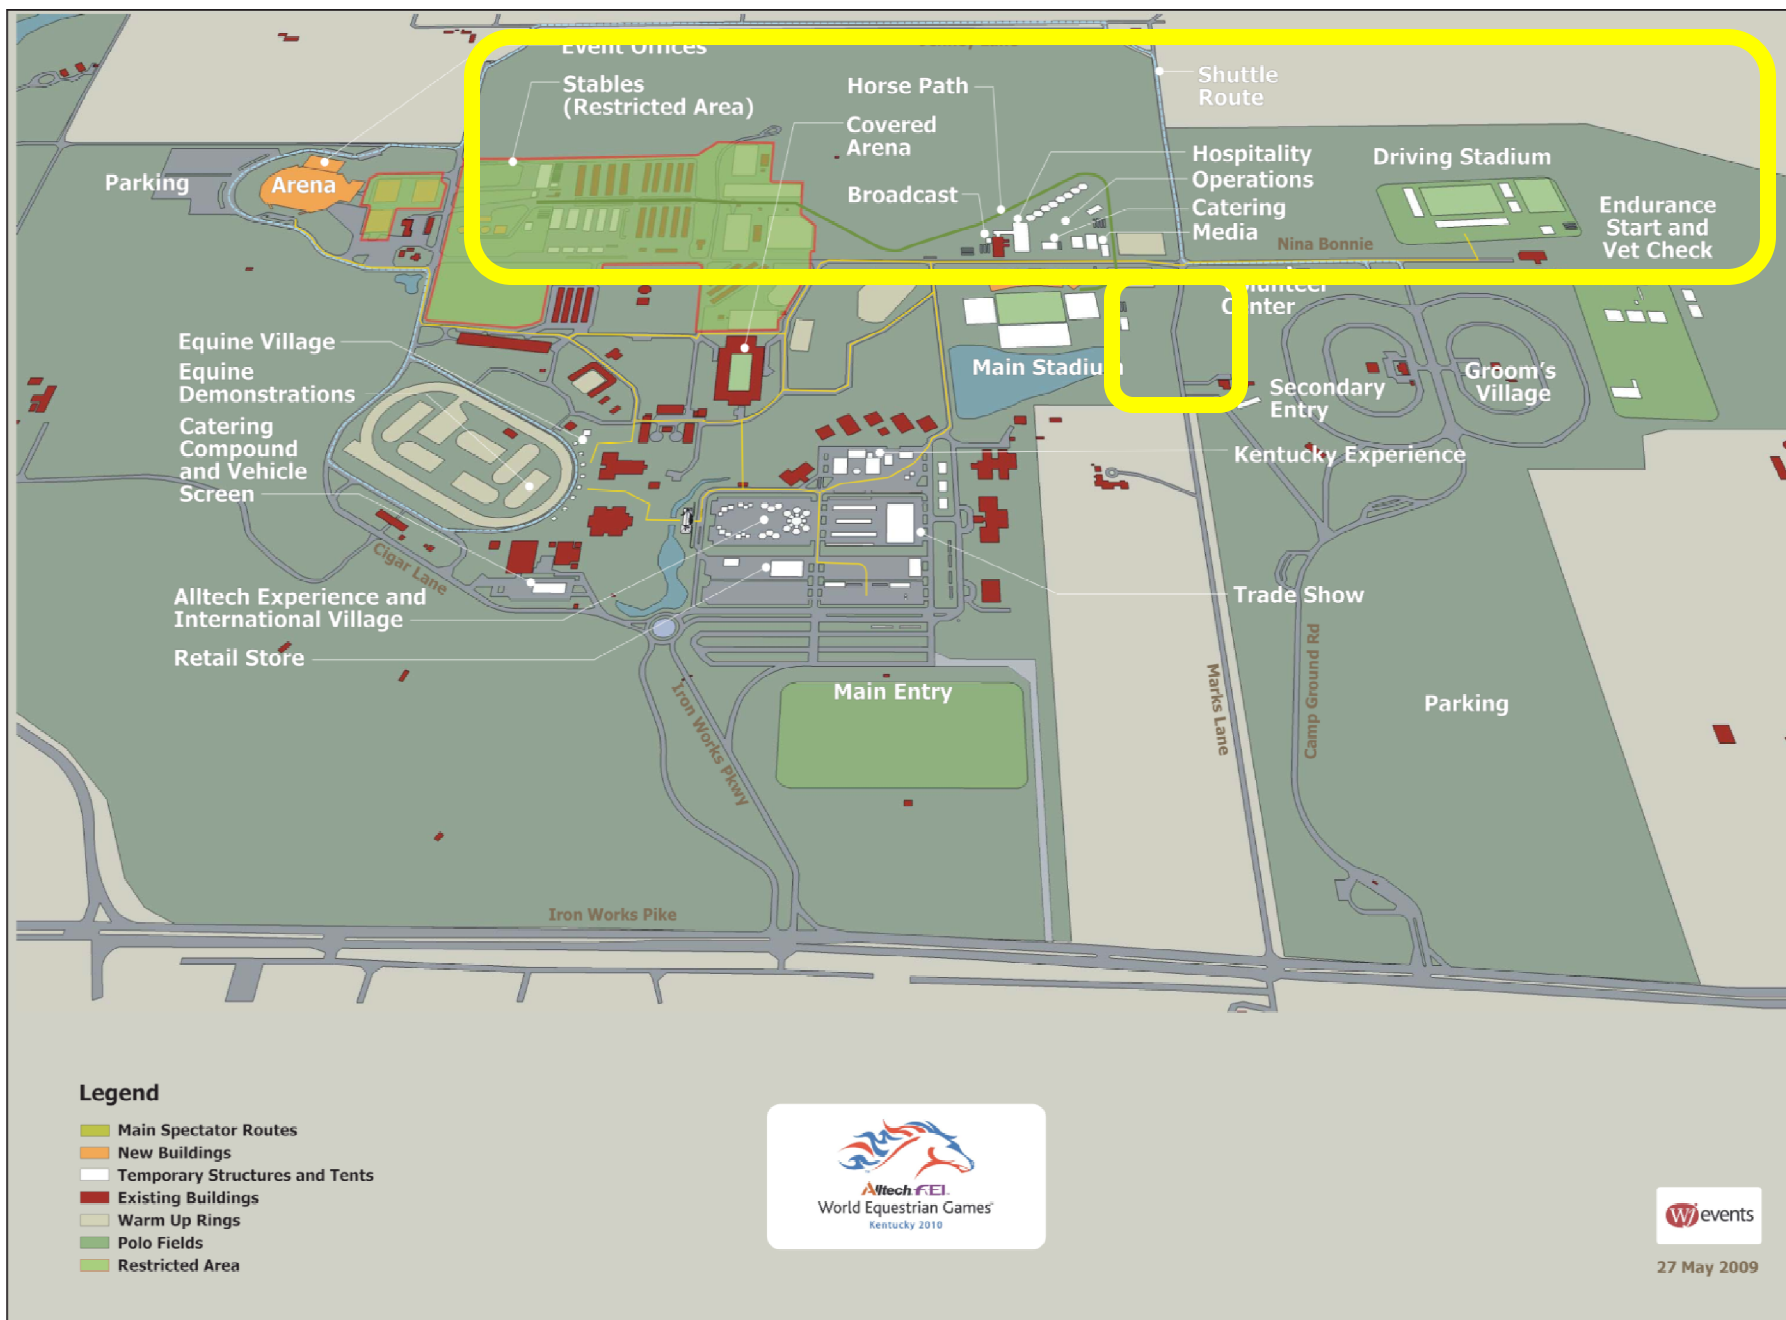 Event Offices
Stables
(Restricted Area)
Horse Path
Covered
Arena
Broadcast
Shuttle
Route
Hospitality
Operations
Catering
Media
Driving Stadium
Endurance
Start and
Vet Check
Nina Bonnie
Parking
Arena
Center
Equine Village
Equine
Demonstrations
Catering
Compound
and Vehicle
Screen
Main Stadium
Secondary
Entry
Groom's
Village
Kentucky Experience
Cigar Lane
Alltech Experience and
International Village
Retail Store
Trade Show
Main Entry
Iron Works Pkwy
Marks Lane
Camp Ground Rd
Parking
Iron Works Pike
Legend
Main Spectator Routes
New Buildings
Temporary Structures and Tents
Existing Buildings
Warm Up Rings
Polo Fields
Restricted Area
Alltech FEI
World Equestrian Games
Kentucky 2010
WJ events
27 May 2009